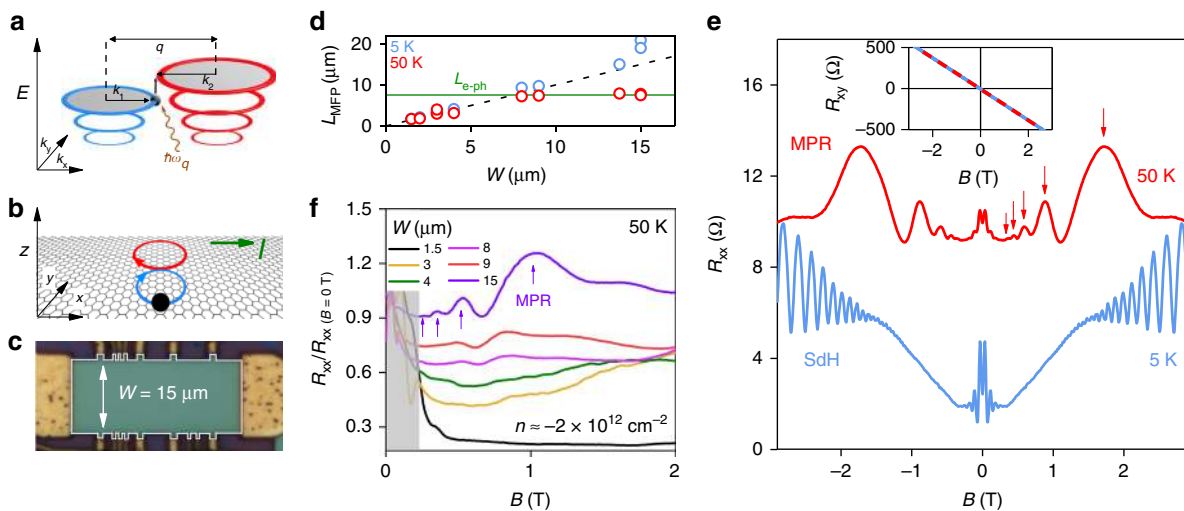 a
q
k₂
k₁
E
ky
kx
ħωq
b
z
y
x
I
c
W = 15 μm
d
20
10
0
LMFP (μm)
5 K
50 K
Le-ph
0
5
10
15
W (μm)
f
1.5
1.2
0.9
0.6
0.3
Rxx/Rxx (B = 0 T)
W (μm)
50 K
1.5
8
3
9
4
15
MPR
n ≈ −2 × 10¹² cm⁻²
0
1
2
B (T)
e
16
12
8
4
0
Rxx (Ω)
500
0
−500
Rxy (Ω)
−2
0
2
B (T)
MPR
50 K
SdH
5 K
−2
−1
0
1
2
B (T)